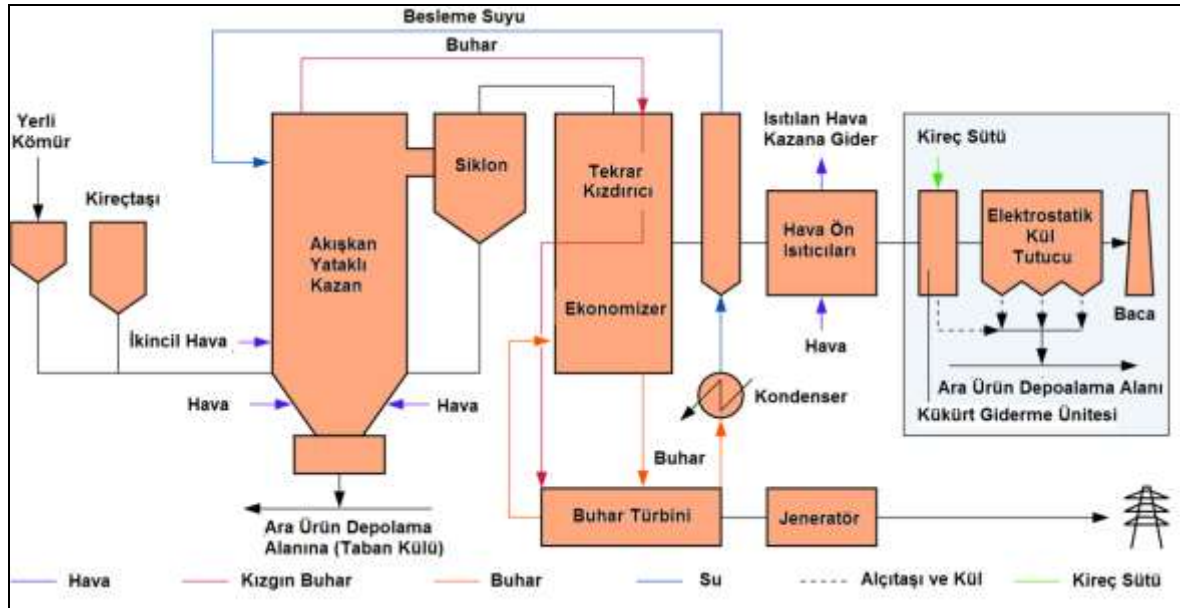 Besleme Suyu
Buhar
Yerli
Kömür
Kireçtaşı
Akışkan
Yataklı
Kazan
Siklon
Tekrar
Kızdırıcı
Ekonomizer
Isıtılan Hava
Kazana Gider
Hava Ön
Isıtıcıları
Hava
Kireç Sütü
Elektrostatik
Kül
Tutucu
Baca
İkincil Hava
Hava
Hava
Kondenser
Ara Ürün Depoalama Alanı
Kükürt Giderme Ünitesi
Buhar
Buhar Türbini
Jeneratör
Ara Ürün Depolama
Alanına (Taban Külü)
Hava
Kızgın Buhar
Buhar
Su
Alçıtaşı ve Kül
Kireç Sütü